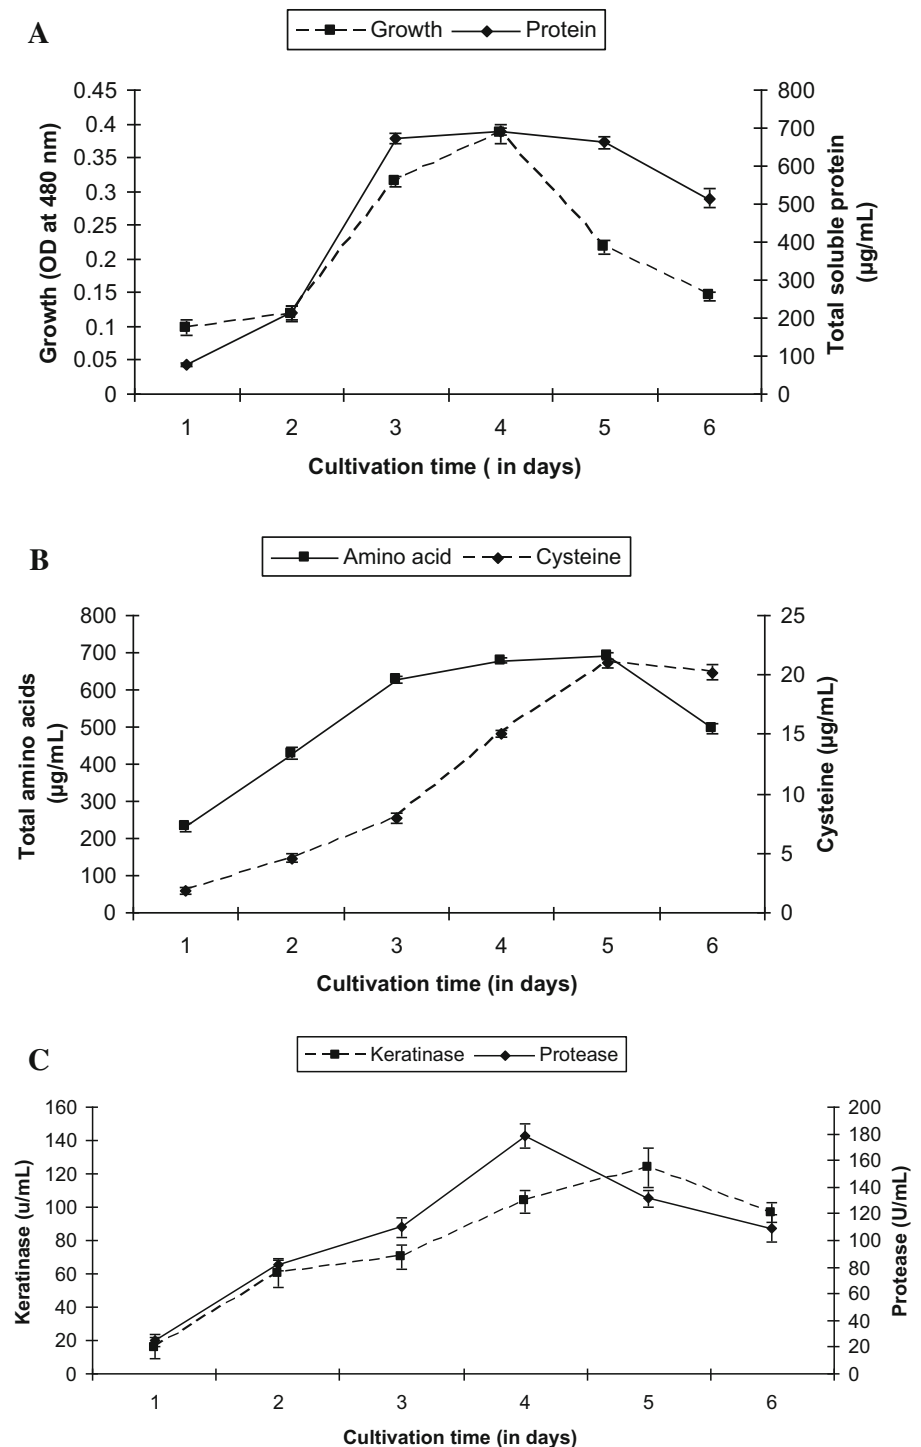 A
Growth Protein
0.45 800
0.4 700
0.35 600
0.3 500
0.25 400
0.2 300
0.15 200
0.1 100
0.05 0
0
Growth (OD at 480 nm)
Total soluble protein
(µg/mL)
1 2 3 4 5 6
Cultivation time ( in days)
B
Amino acid Cysteine
800 25
700 20
600 15
500 10
400 5
300 0
200
100
0
Total amino acids
(µg/mL)
Cysteine (µg/mL)
1 2 3 4 5 6
Cultivation time (in days)
C
Keratinase Protease
160 200
140 180
120 160
100 140
80 120
60 100
40 80
20 60
0 40
20
0
Keratinase (u/mL)
Protease (U/mL)
1 2 3 4 5 6
Cultivation time (in days)